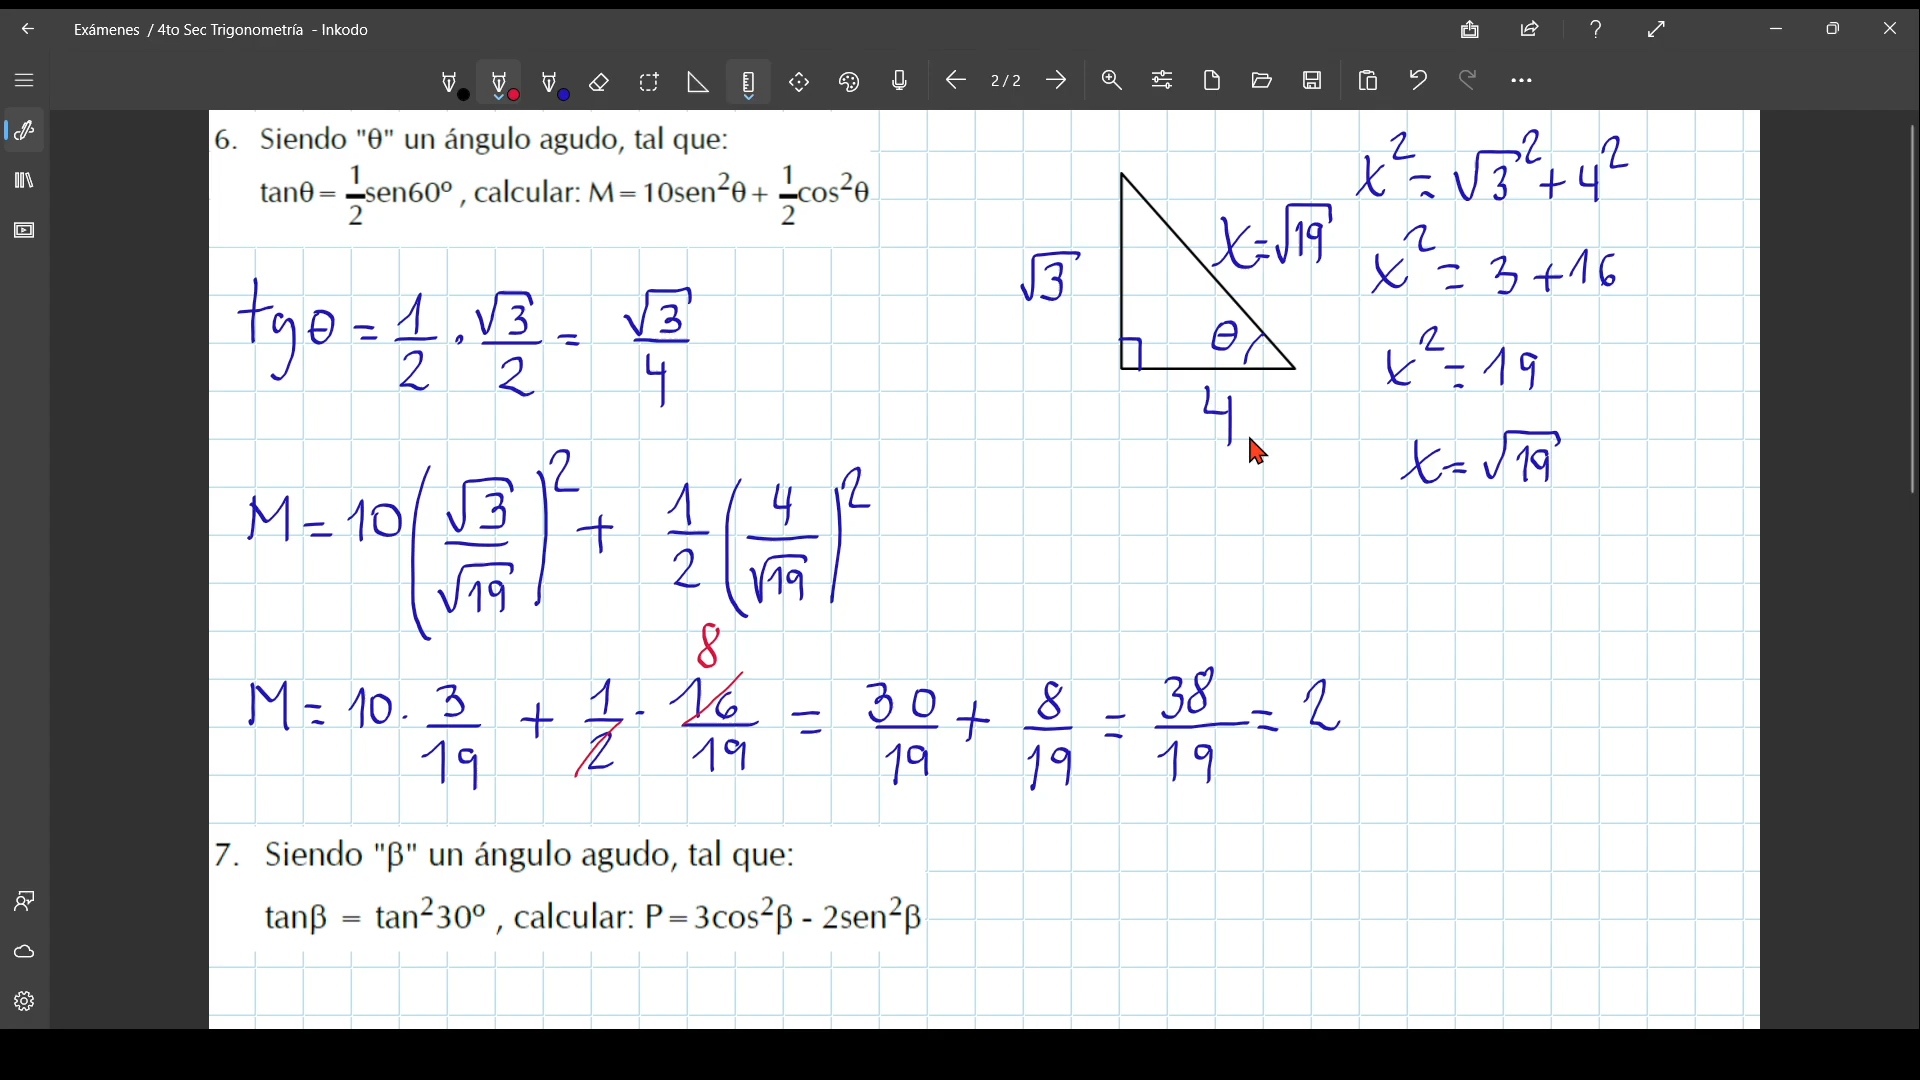 Exámenes / 4to Sec Trigonometría - Inkodo
2 / 2
6. Siendo "θ" un ángulo agudo, tal que:
tanθ = 1/2 sen60º , calcular: M = 10sen²θ + 1/2 cos²θ
tgθ = 1/2 . √3/2 = √3/4
√3
x=√19
θ
4
x² = √3² + 4²
x² = 3 + 16
x² = 19
x = √19
M = 10 (√3/√19)² + 1/2 (4/√19)²
8
M = 10 . 3/19 + 1/2 . 16/19 = 30/19 + 8/19 = 38/19 = 2
7. Siendo "β" un ángulo agudo, tal que:
tanβ = tan²30º , calcular: P = 3cos²β - 2sen²β